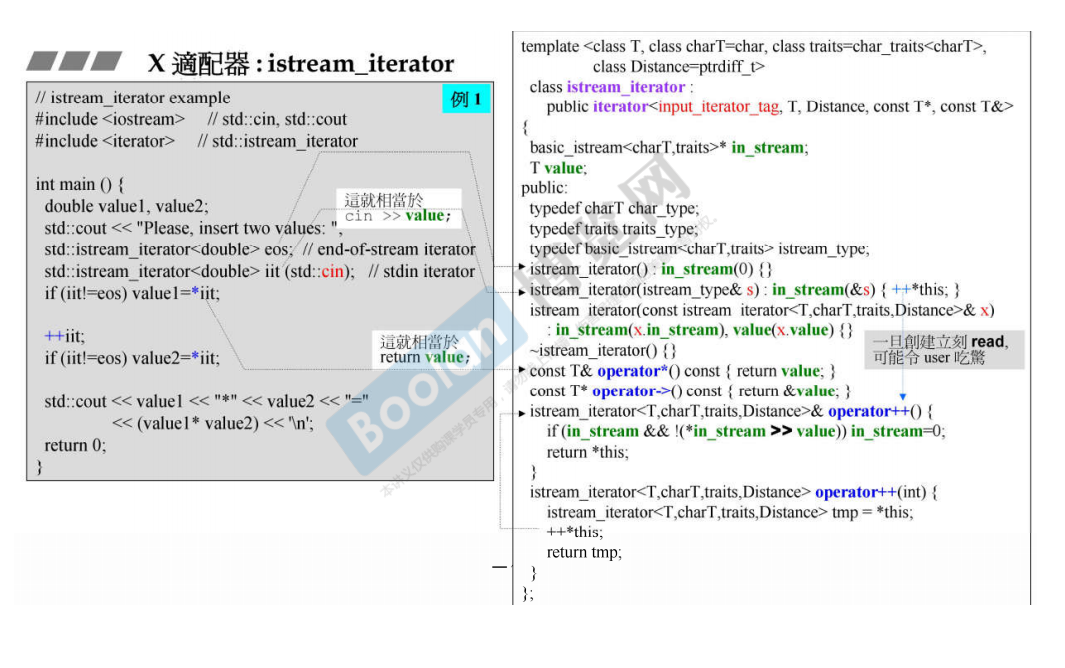 X 適配器 : istream_iterator
// istream_iterator example
例 1
#include <iostream> // std::cin, std::cout
#include <iterator> // std::istream_iterator
int main () {
double value1, value2;
std::cout << "Please, insert two values: ";
std::istream_iterator<double> eos; // end-of-stream iterator
std::istream_iterator<double> iit (std::cin); // stdin iterator
if (iit!=eos) value1=*iit;
++iit;
if (iit!=eos) value2=*iit;
std::cout << value1 << "*" << value2 << "="
<< (value1* value2) << '\n';
return 0;
}
這就相當於
cin >> value;
這就相當於
return value;
template <class T, class charT=char, class traits=char_traits<charT>,
class Distance=ptrdiff_t>
class istream_iterator :
public iterator<input_iterator_tag, T, Distance, const T*, const T&>
{
basic_istream<charT,traits>* in_stream;
T value;
public:
typedef charT char_type;
typedef traits traits_type;
typedef basic_istream<charT,traits> istream_type;
istream_iterator() : in_stream(0) {}
istream_iterator(istream_type& s) : in_stream(&s) { ++*this; }
istream_iterator(const istream_iterator<T,charT,traits,Distance>& x)
: in_stream(x.in_stream), value(x.value) {}
~istream_iterator() {}
const T& operator*() const { return value; }
const T* operator->() const { return &value; }
istream_iterator<T,charT,traits,Distance>& operator++() {
if (in_stream && !(*in_stream >> value)) in_stream=0;
return *this;
}
istream_iterator<T,charT,traits,Distance> operator++(int) {
istream_iterator<T,charT,traits,Distance> tmp = *this;
++*this;
return tmp;
}
};
一旦創建立刻 read,
可能令 user 吃驚
Boolan
博览网